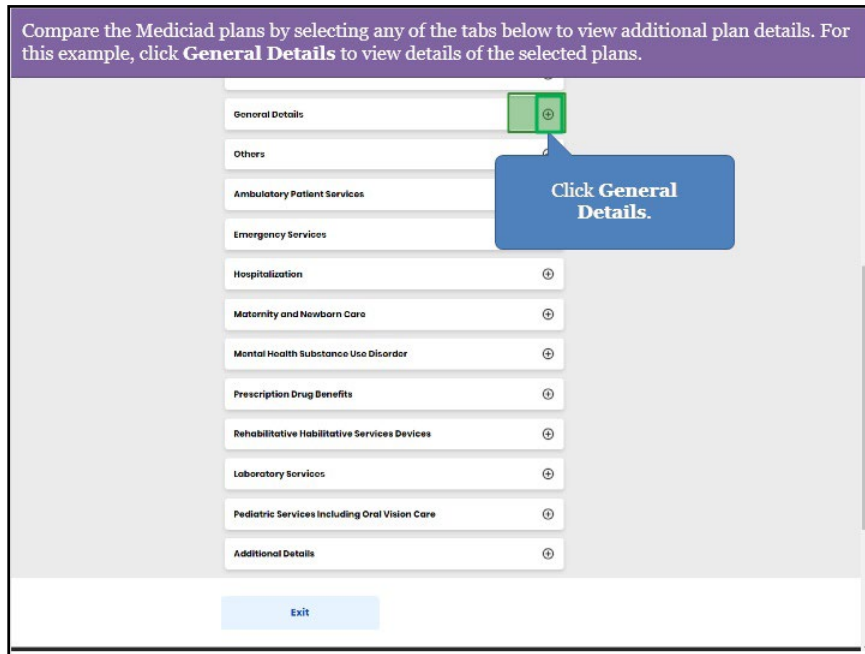 Compare the Mediciad plans by selecting any of the tabs below to view additional plan details. For
this example, click General Details to view details of the selected plans.
General Details
Others
Click General
Details.
Ambulatory Patient Services
Emergency Services
Hospitalization
Maternity and Newborn Care
Mental Health Substance Use Disorder
Prescription Drug Benefits
Rehabilitative Habilitative Services Devices
Laboratory Services
Pediatric Services Including Oral Vision Care
Additional Details
Exit